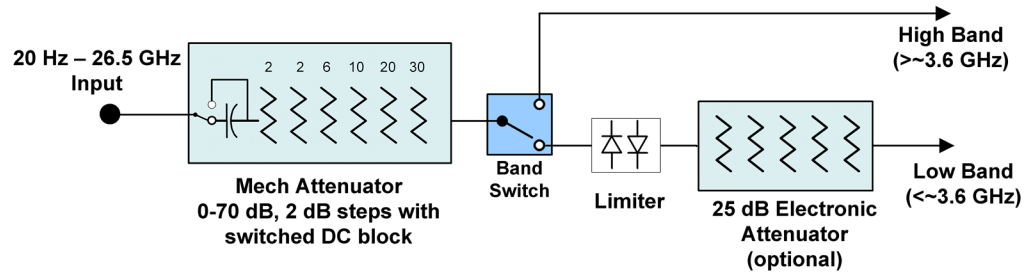 20 Hz – 26.5 GHz
Input
2 2 6 10 20 30
Mech Attenuator
0-70 dB, 2 dB steps with
switched DC block
Band
Switch
Limiter
25 dB Electronic
Attenuator
(optional)
High Band
(>~3.6 GHz)
Low Band
(<~3.6 GHz)